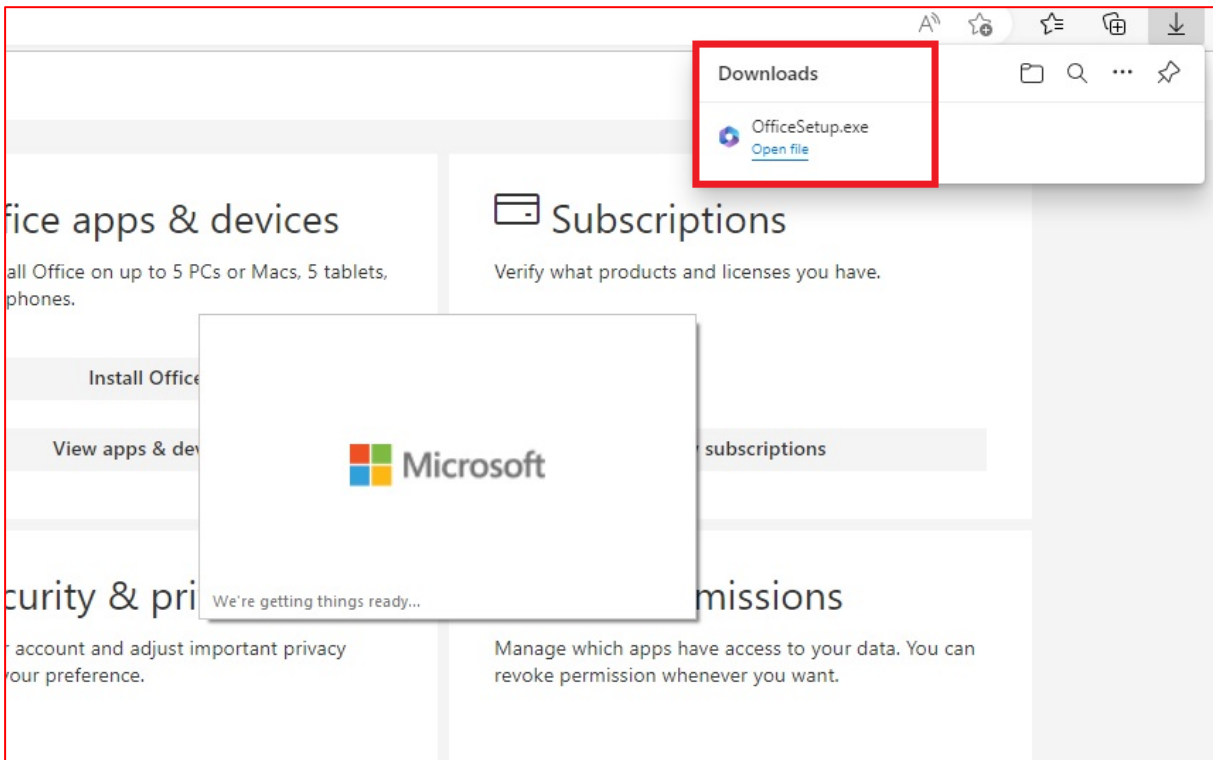 Downloads
OfficeSetup.exe
Open file
fice apps & devices
all Office on up to 5 PCs or Macs, 5 tablets,
phones.
Install Office
View apps & dev
Subscriptions
Verify what products and licenses you have.
subscriptions
Microsoft
We're getting things ready...
curity & pri
r account and adjust important privacy
your preference.
missions
Manage which apps have access to your data. You can
revoke permission whenever you want.